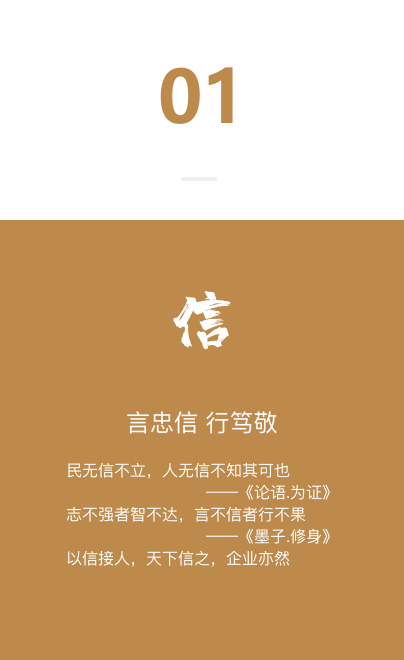 01
信
言忠信 行笃敬
民无信不立，人无信不知其可也
——《论语.为证》
志不强者智不达，言不信者行不果
——《墨子.修身》
以信接人，天下信之，企业亦然